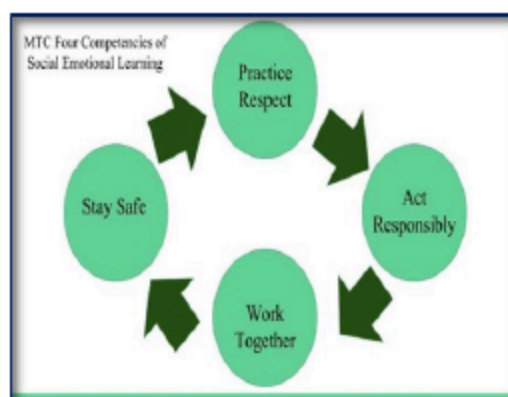 MTC Four Competencies of
Social Emotional Learning
Practice
Respect
Act
Responsibly
Work
Together
Stay Safe